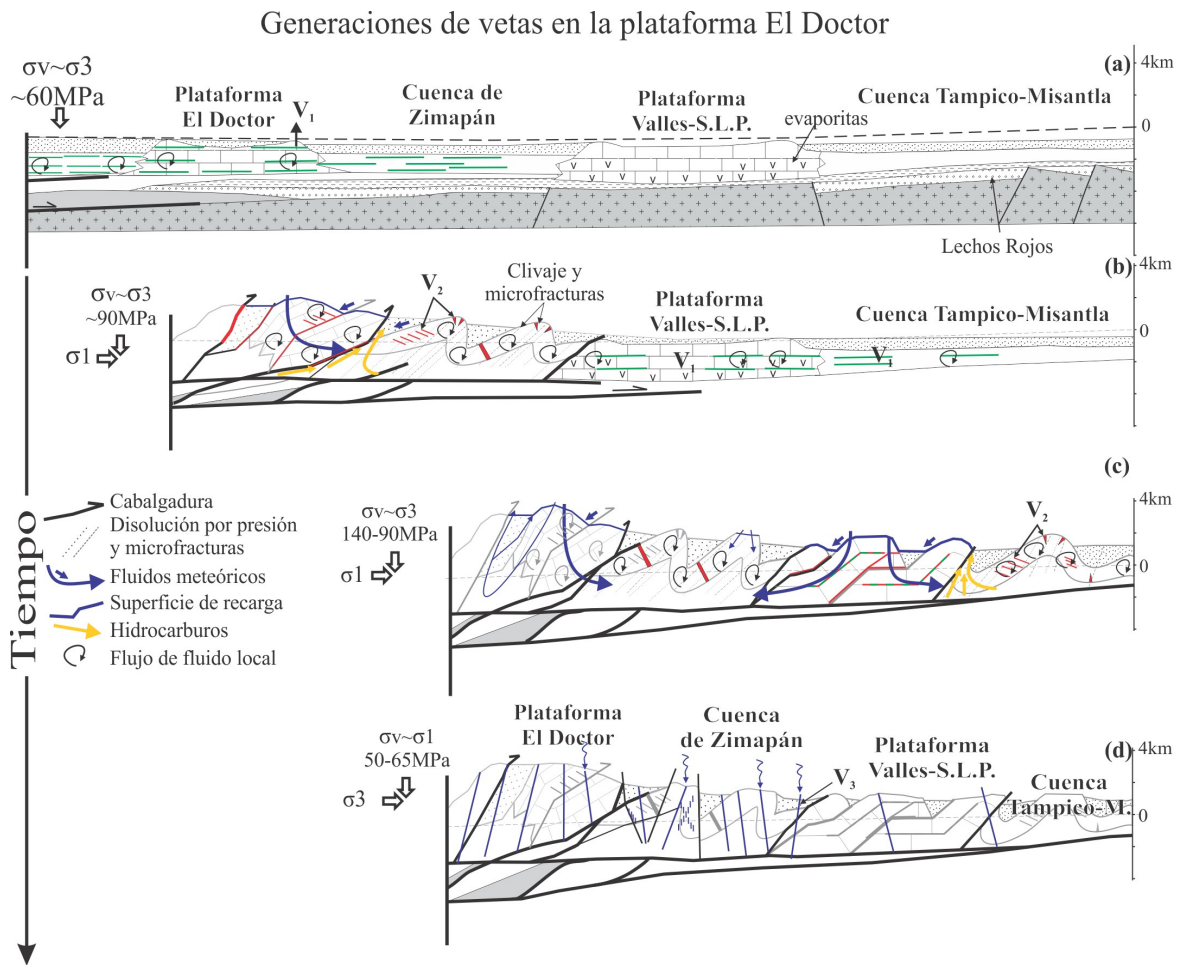 Generaciones de vetas en la plataforma El Doctor
(a)
4km
0
σv~σ3
~60MPa
Plataforma
El Doctor
V1
Cuenca de
Zimapán
Plataforma
Valles-S.L.P.
evaporitas
Cuenca Tampico-Misantla
Lechos Rojos
(b)
4km
0
σv~σ3
~90MPa
σ1
V2
Clivaje y
microfracturas
Plataforma
Valles-S.L.P.
Cuenca Tampico-Misantla
V1
V1
(c)
4km
0
σv~σ3
140-90MPa
σ1
V2
Tiempo
Cabalgadura
Disolución por presión
y microfracturas
Fluidos meteóricos
Superficie de recarga
Hidrocarburos
Flujo de fluido local
(d)
4km
0
σv~σ1
50-65MPa
σ3
Plataforma
El Doctor
Cuenca
de Zimapán
V3
Plataforma
Valles-S.L.P.
Cuenca
Tampico-M.